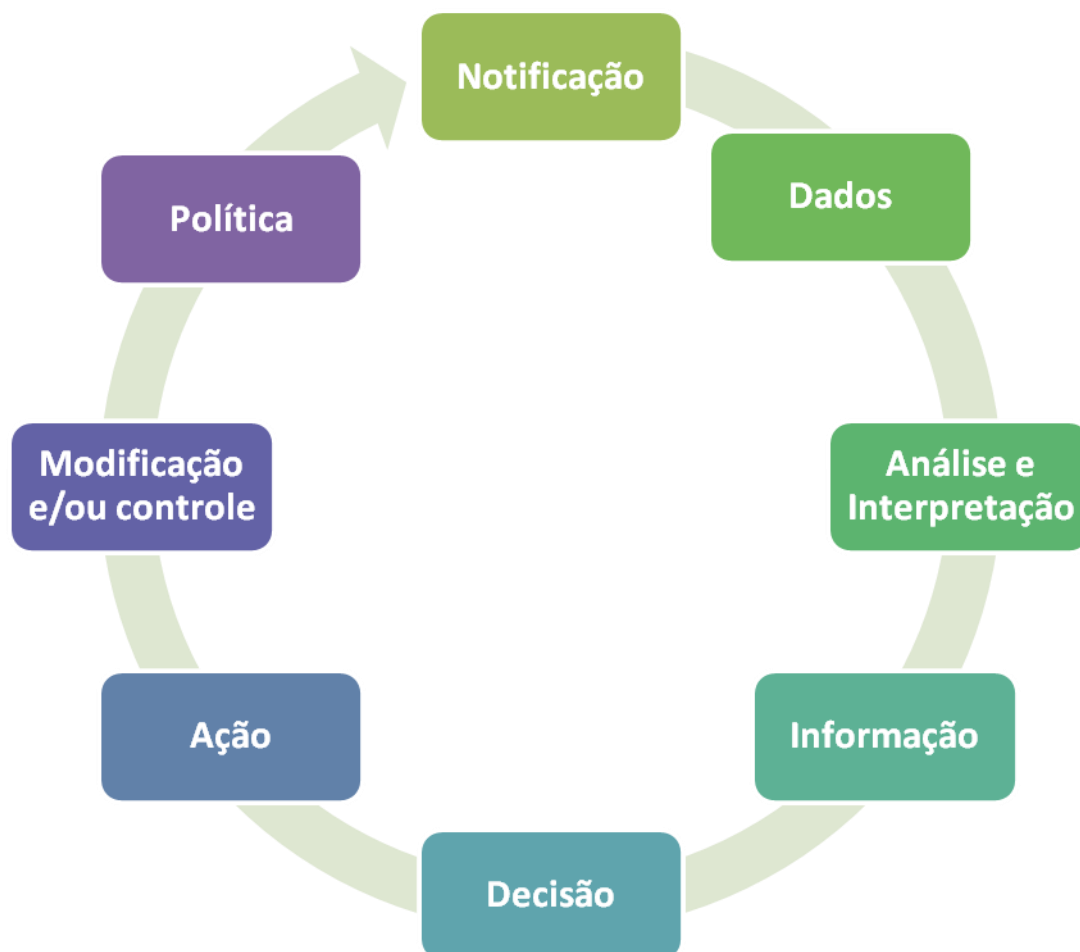 Notificação
Dados
Análise e
Interpretação
Informação
Decisão
Ação
Modificação
e/ou controle
Política